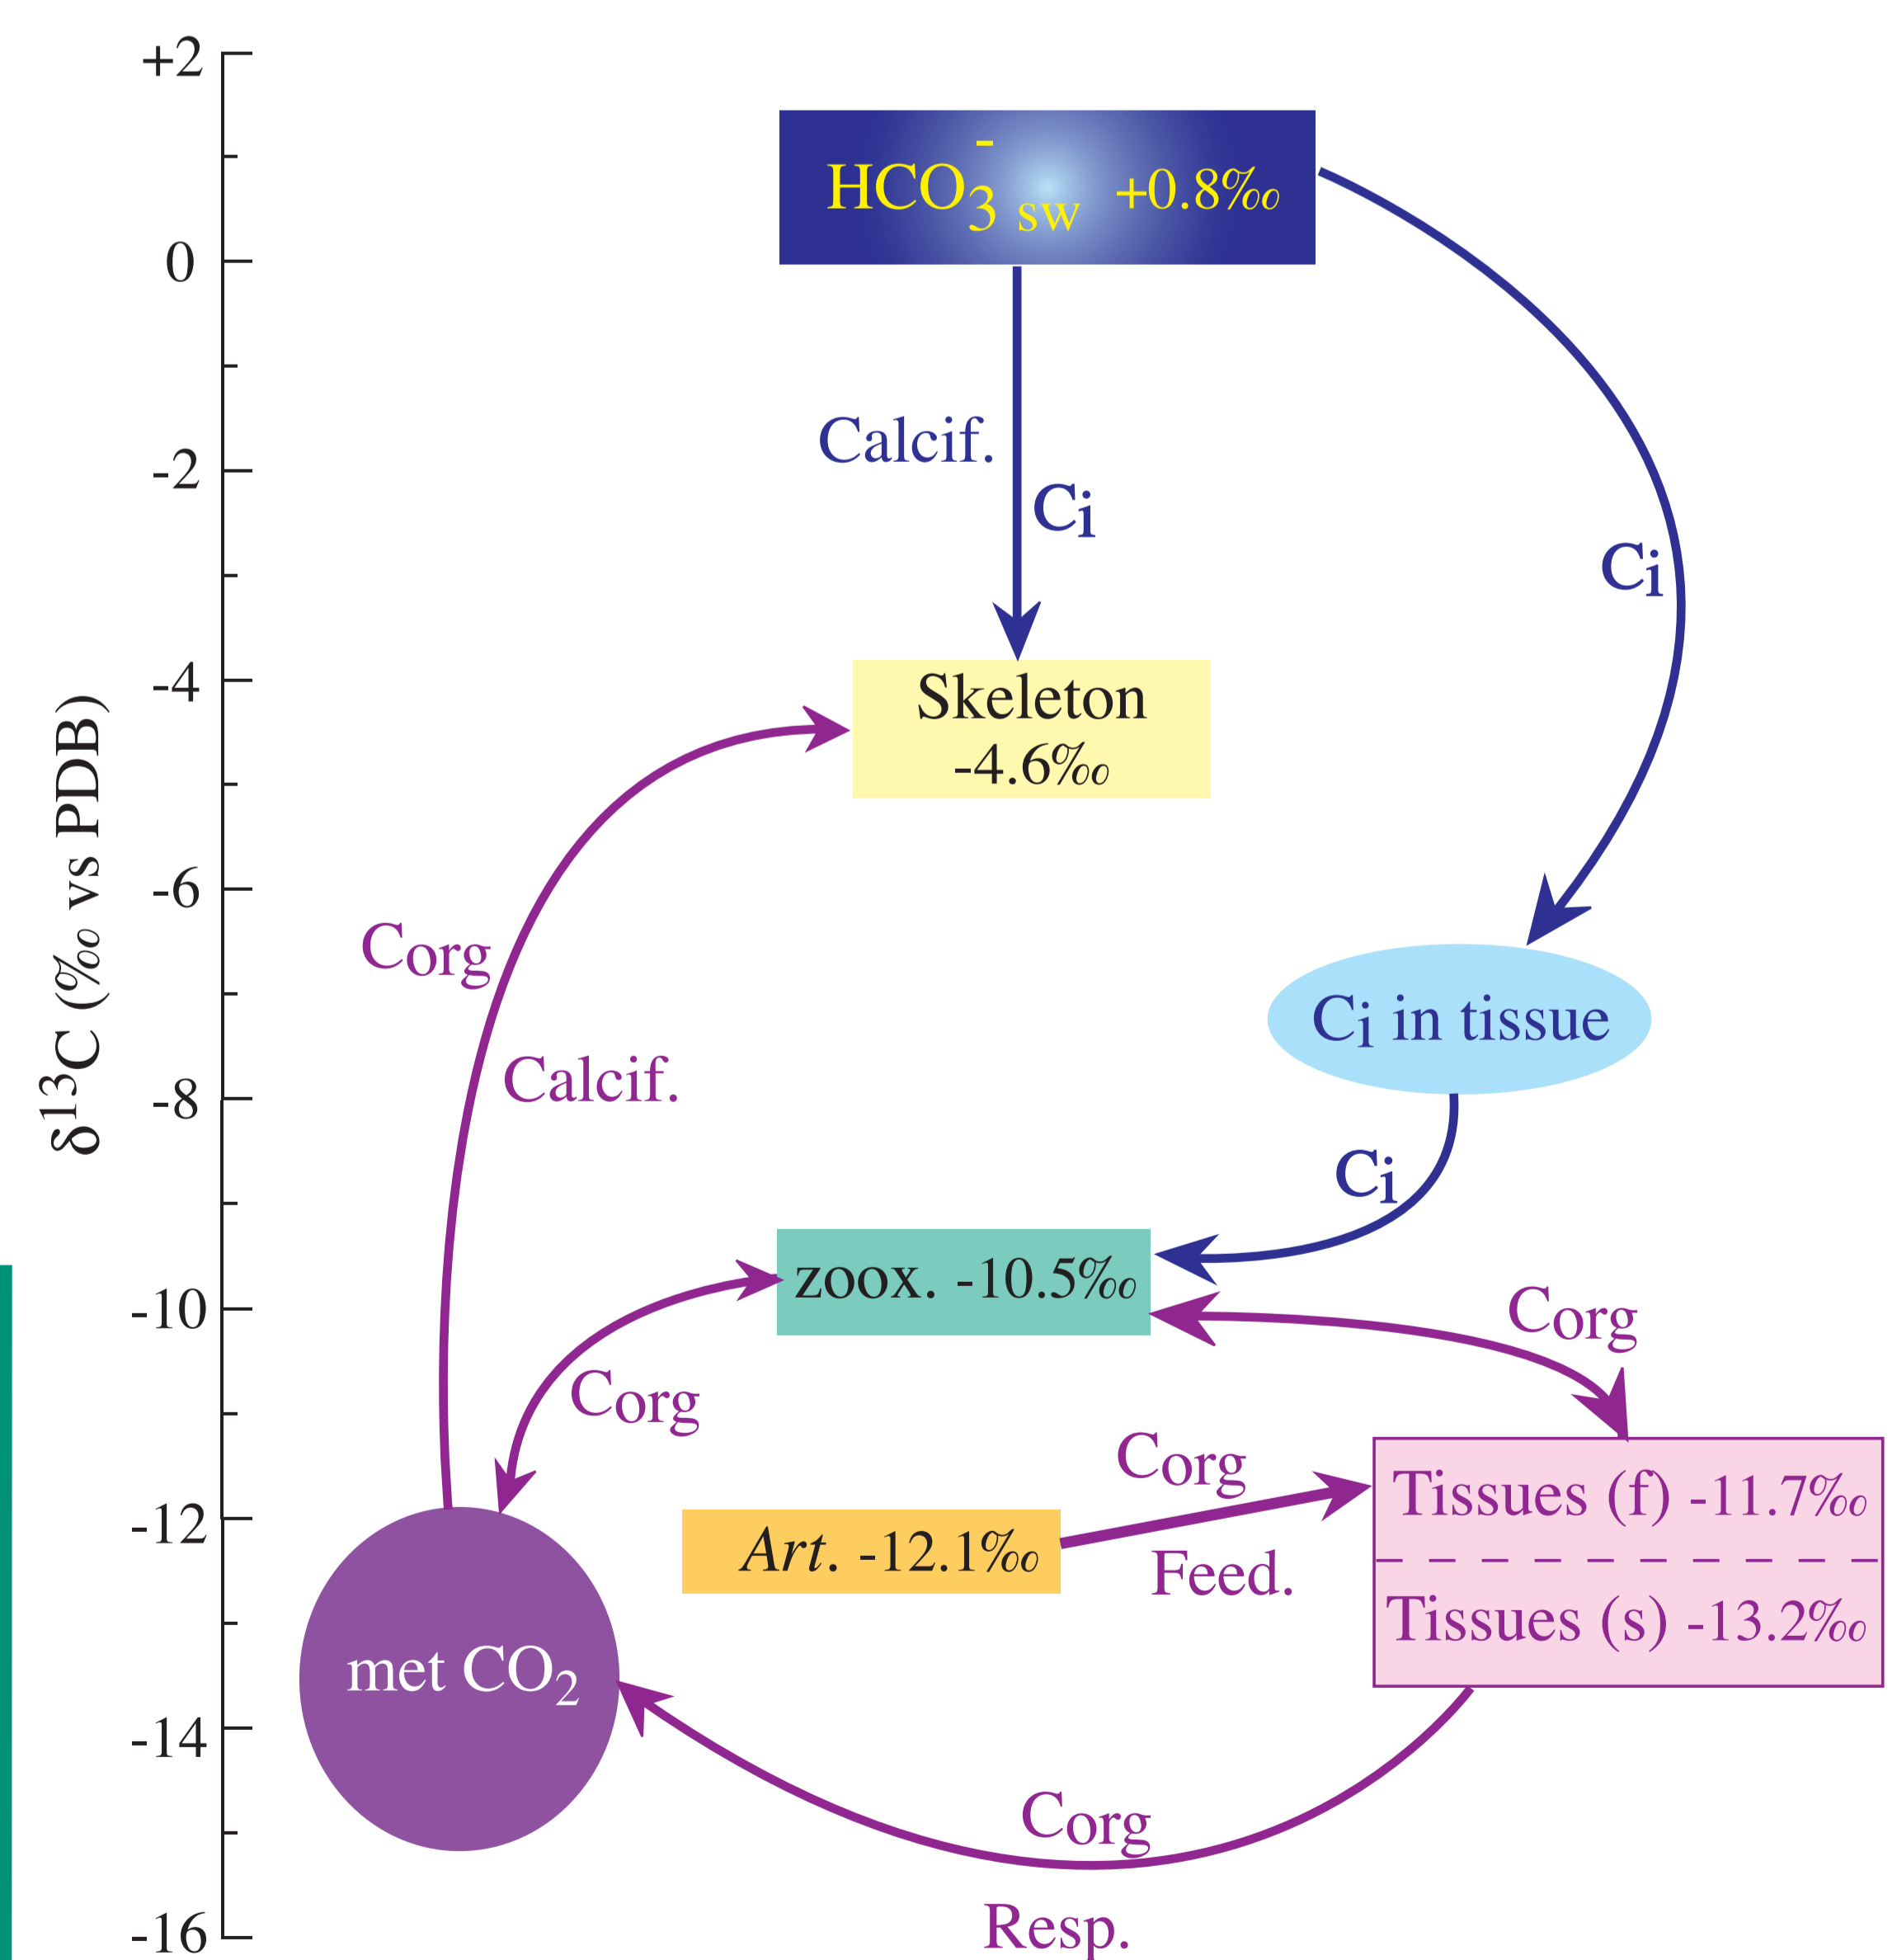 +2
0
-2
-4
-6
-8
-10
-12
-14
-16
δ13C (‰ vs PDB)
HCO3- sw +0.8‰
Calcif.
Ci
Ci
Skeleton
-4.6‰
Corg
Calcif.
Ci in tissue
Ci
zoox. -10.5‰
Corg
Corg
Corg
Feed.
Art. -12.1‰
Tissues (f) -11.7‰
Tissues (s) -13.2‰
met CO2
Corg
Resp.